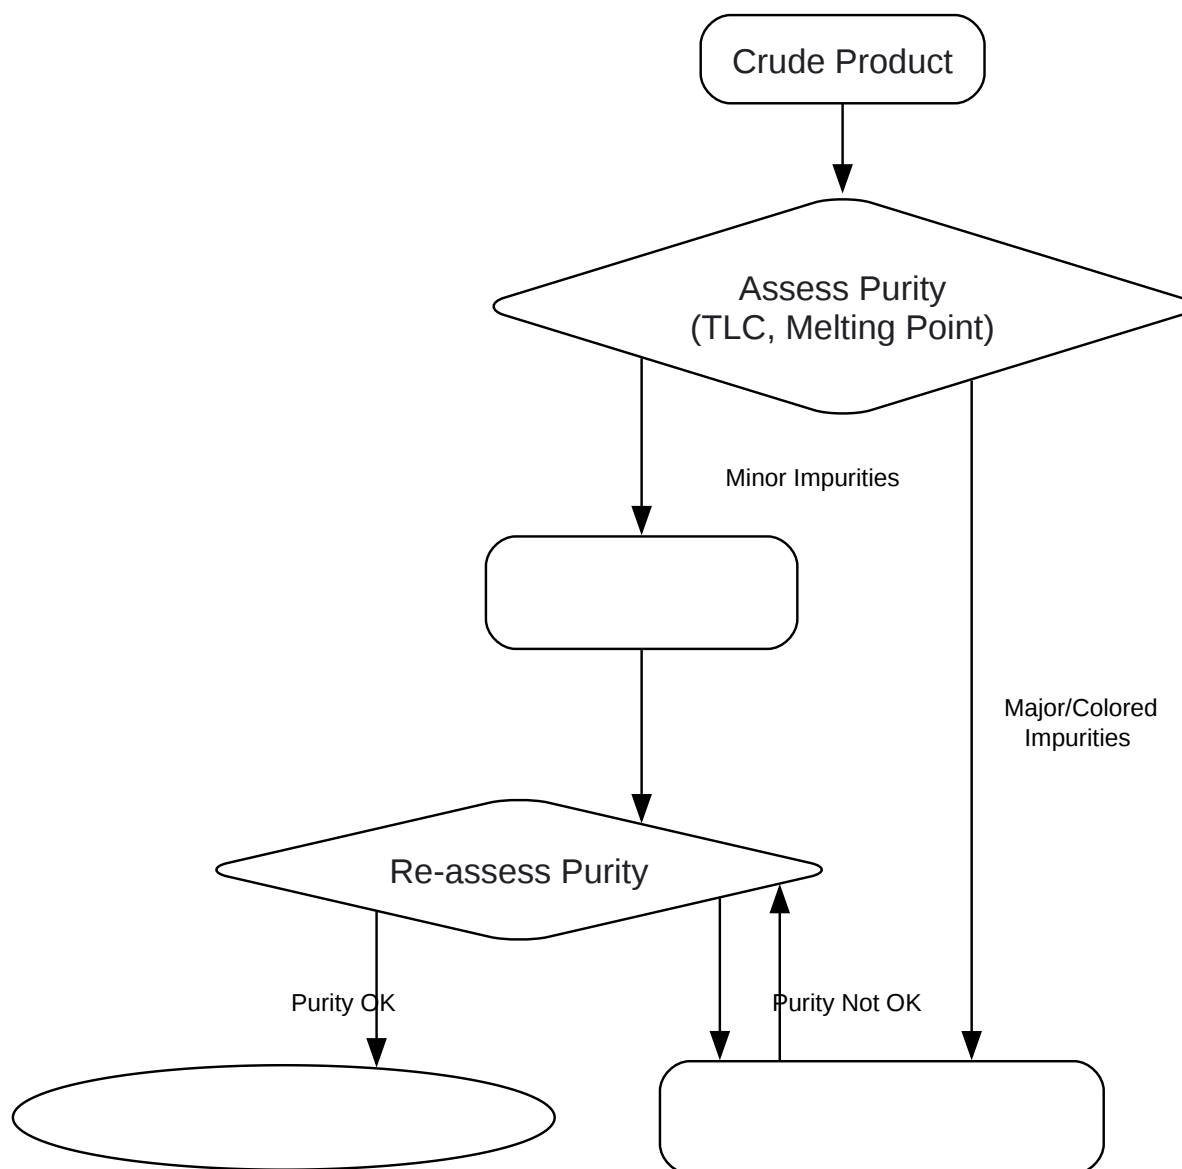 Crude Product
Assess Purity
(TLC, Melting Point)
Minor Impurities
Major/Colored
Impurities
Re-assess Purity
Purity OK
Purity Not OK